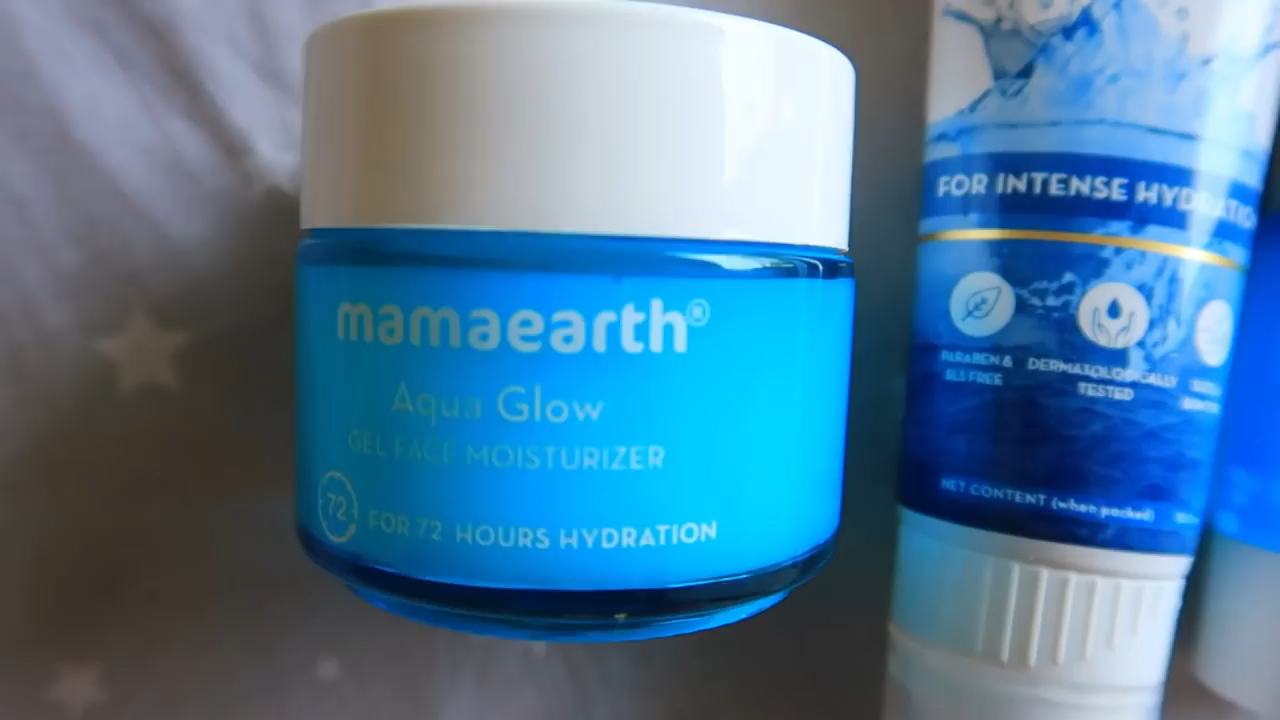 mamaearth®
Aqua Glow
GEL FACE MOISTURIZER
72
FOR 72 HOURS HYDRATION
FOR INTENSE HYDRATION
PARABEN &
SLS FREE
DERMATOLOGICALLY
TESTED
NET CONTENT (when packed)